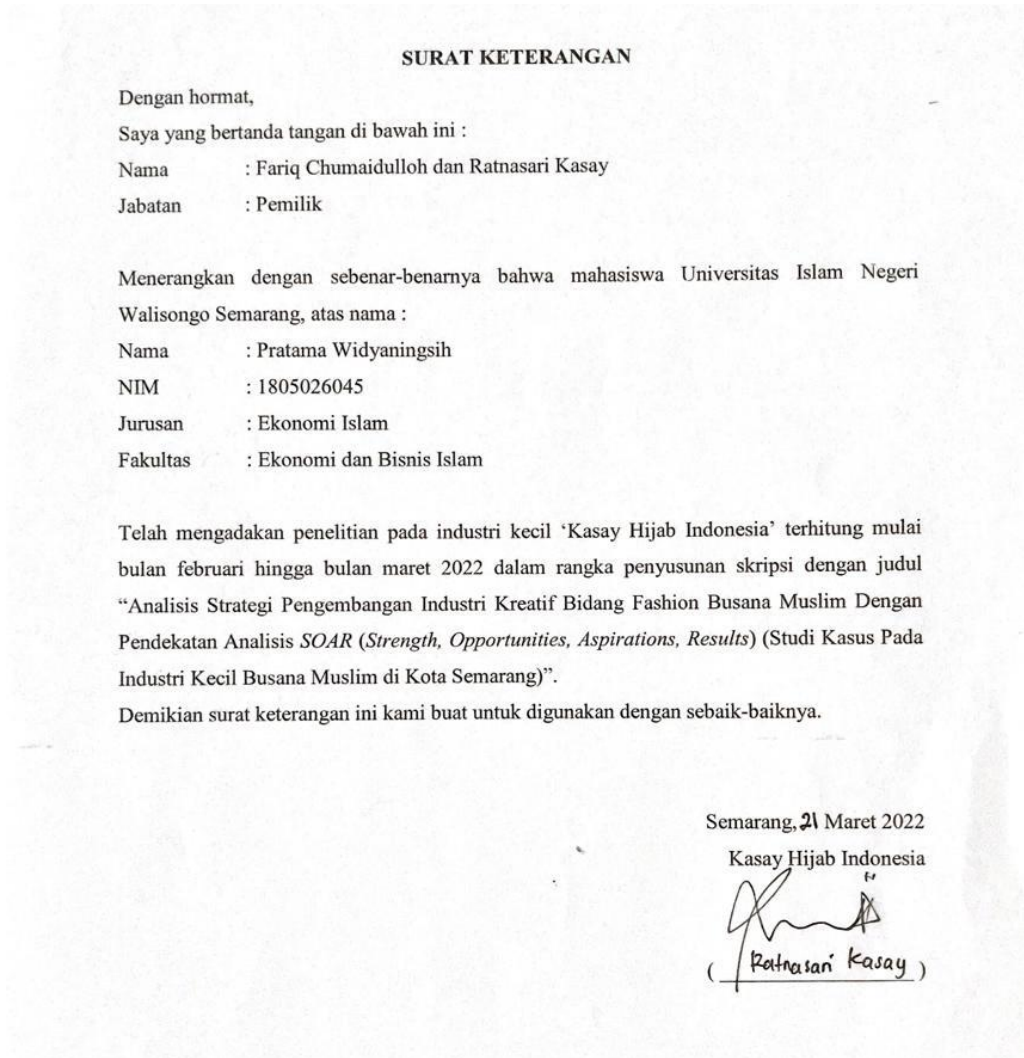 SURAT KETERANGAN
Dengan hormat,
Saya yang bertanda tangan di bawah ini :
Nama : Fariq Chumaidulloh dan Ratnasari Kasay
Jabatan : Pemilik
Menerangkan dengan sebenar-benarnya bahwa mahasiswa Universitas Islam Negeri
Walisongo Semarang, atas nama :
Nama : Pratama Widyaningsih
NIM : 1805026045
Jurusan : Ekonomi Islam
Fakultas : Ekonomi dan Bisnis Islam
Telah mengadakan penelitian pada industri kecil ‘Kasay Hijab Indonesia’ terhitung mulai
bulan februari hingga bulan maret 2022 dalam rangka penyusunan skripsi dengan judul
“Analisis Strategi Pengembangan Industri Kreatif Bidang Fashion Busana Muslim Dengan
Pendekatan Analisis SOAR (Strength, Opportunities, Aspirations, Results) (Studi Kasus Pada
Industri Kecil Busana Muslim di Kota Semarang)”.
Demikian surat keterangan ini kami buat untuk digunakan dengan sebaik-baiknya.
Semarang, 21 Maret 2022
Kasay Hijab Indonesia
( Ratnasari Kasay )